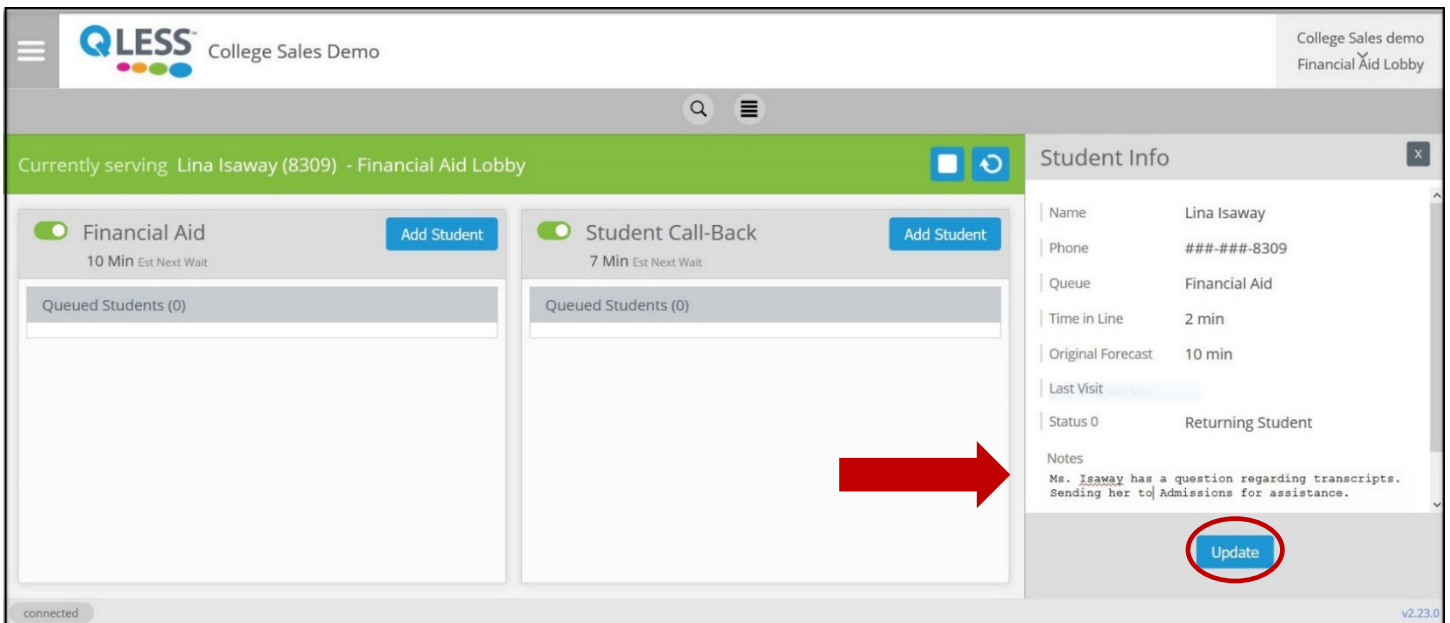 QLESS™ College Sales Demo
College Sales demo
Financial Aid Lobby
Currently serving Lina Isaway (8309) - Financial Aid Lobby
Student Info
X
Financial Aid
Add Student
10 Min Est Next Wait
Queued Students (0)
Student Call-Back
Add Student
7 Min Est Next Wait
Queued Students (0)
Name Lina Isaway
Phone ###-###-8309
Queue Financial Aid
Time in Line 2 min
Original Forecast 10 min
Last Visit
Status 0 Returning Student
Notes
Ms. Isaway has a question regarding transcripts.
Sending her to Admissions for assistance.
Update
connected
v2.23.0